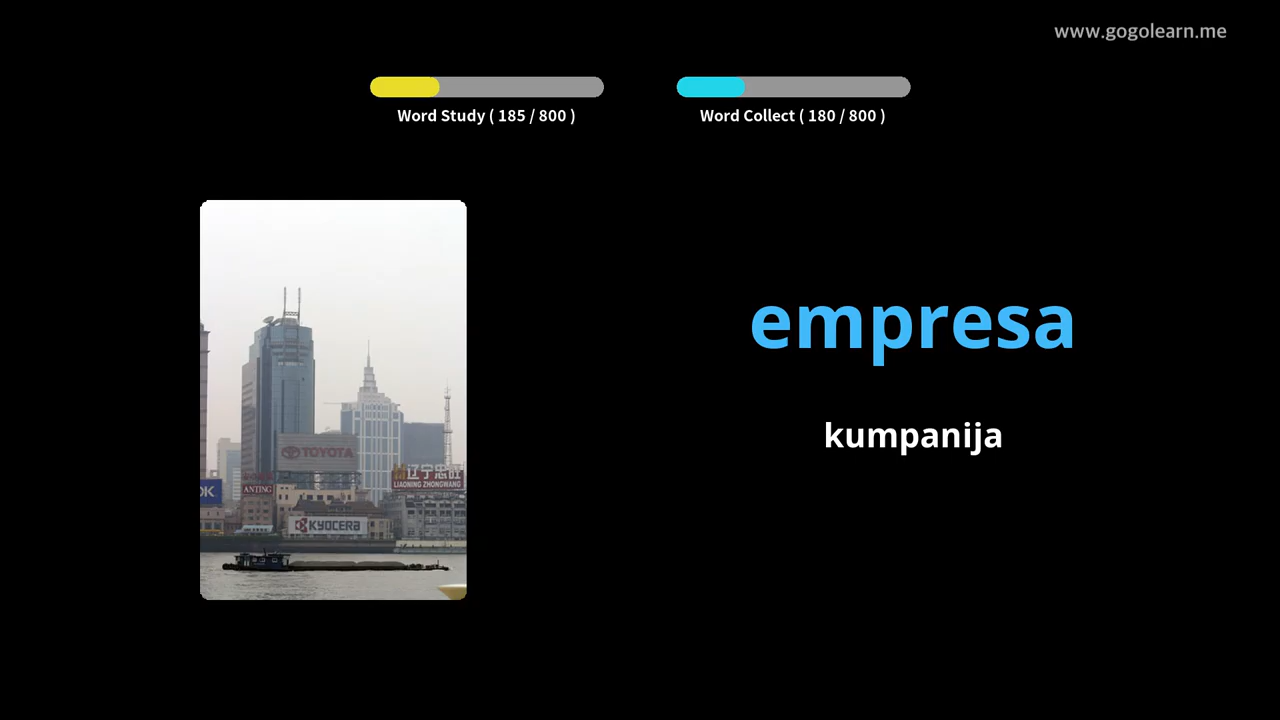 www.gogolearn.me
Word Study ( 185 / 800 )
Word Collect ( 180 / 800 )
empresa
kumpanija
TOYOTA
辽宁忠旺
LIAONING ZHONGWANG
OK
ANTING
KYOCERA